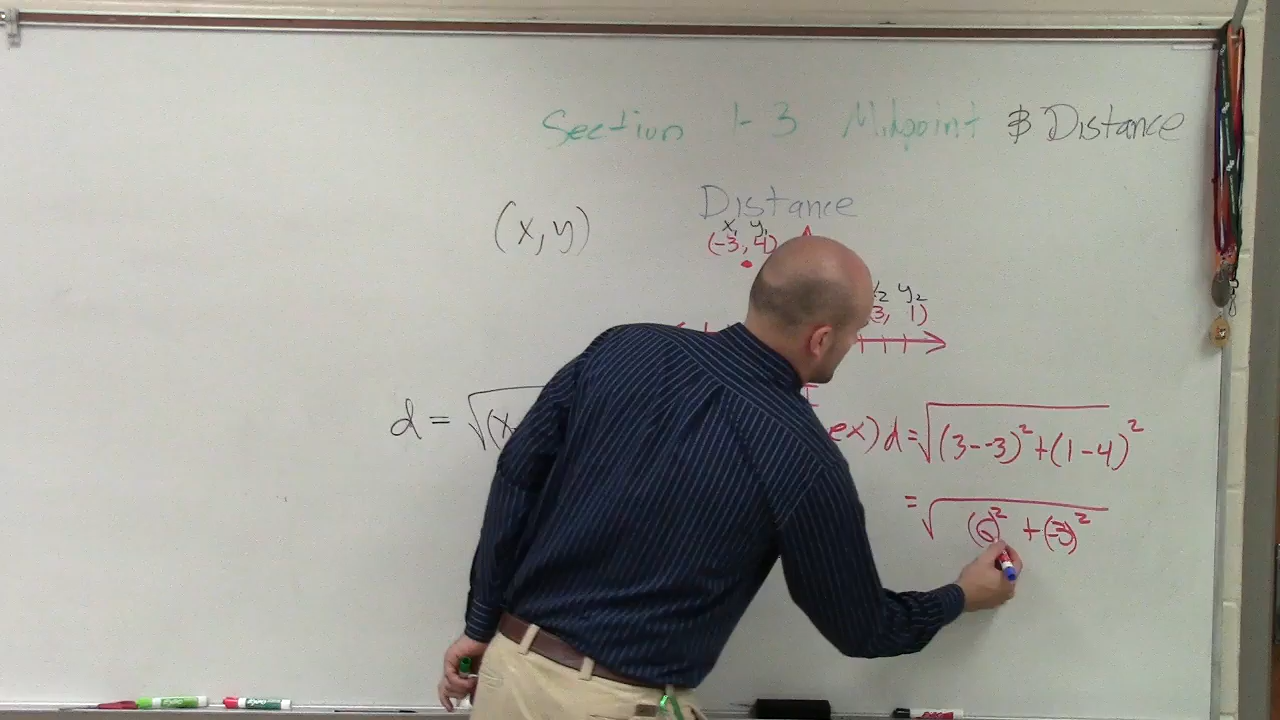 Section 1-3 Midpoint & Distance
Distance
(x,y)
x₁ y₁
(-3, 4)
x₂ y₂
3, 1)
d = √(x
ex) d = √(3--3)² + (1-4)²
= √(6)² + (-3)²